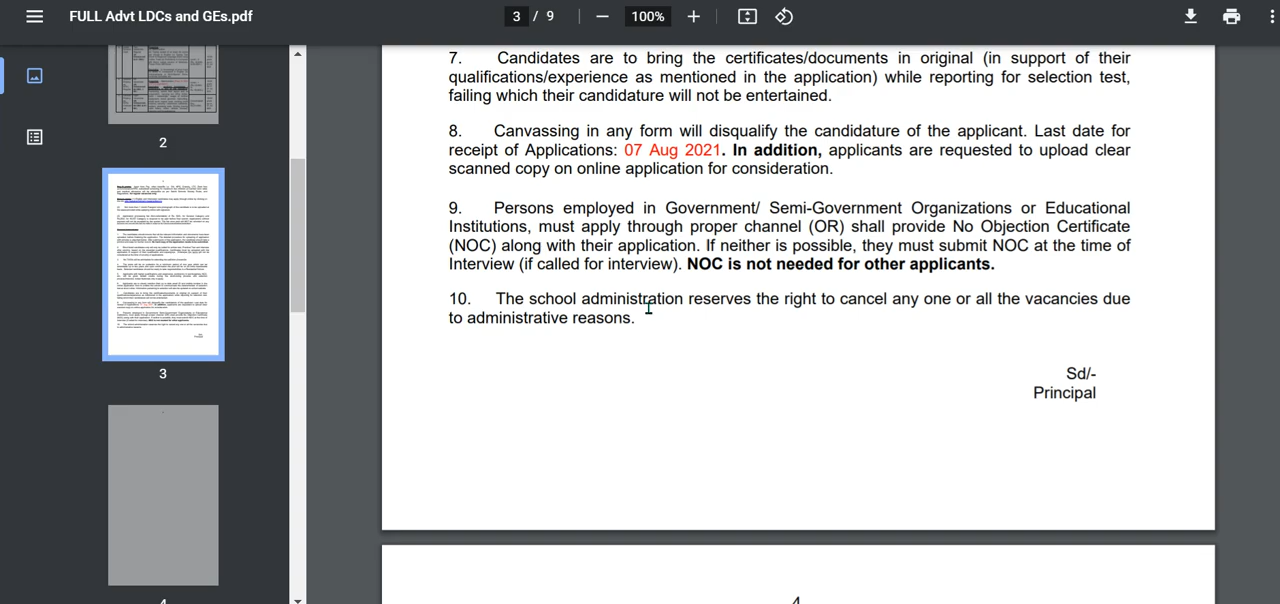 FULL Advt LDCs and GEs.pdf
3 / 9
100%
2
3
4
7. Candidates are to bring the certificates/documents in original (in support of their
qualifications/experience as mentioned in the application) while reporting for selection test,
failing which their candidature will not be entertained.
8. Canvassing in any form will disqualify the candidature of the applicant. Last date for
receipt of Applications: 07 Aug 2021. In addition, applicants are requested to upload clear
scanned copy on online application for consideration.
9. Persons employed in Government/ Semi-Government Organizations or Educational
Institutions, must apply through proper channel (OR) shall provide No Objection Certificate
(NOC) along with their application. If neither is possible, they must submit NOC at the time of
Interview (if called for interview). NOC is not needed for other applicants.
10. The school administration reserves the right to cancel any one or all the vacancies due
to administrative reasons.
Sd/-
Principal
4